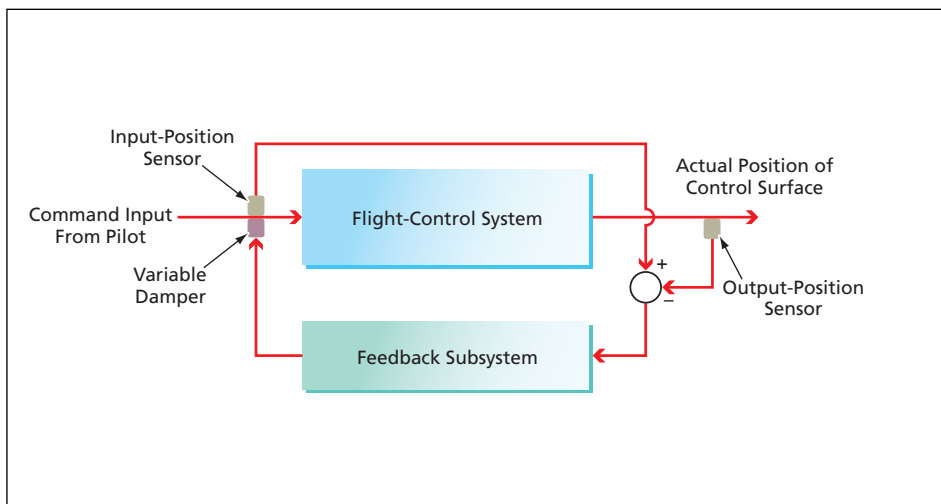 Input-Position
Sensor
Command Input
From Pilot
Variable
Damper
Flight-Control System
Feedback Subsystem
Actual Position of
Control Surface
+
–
Output-Position
Sensor